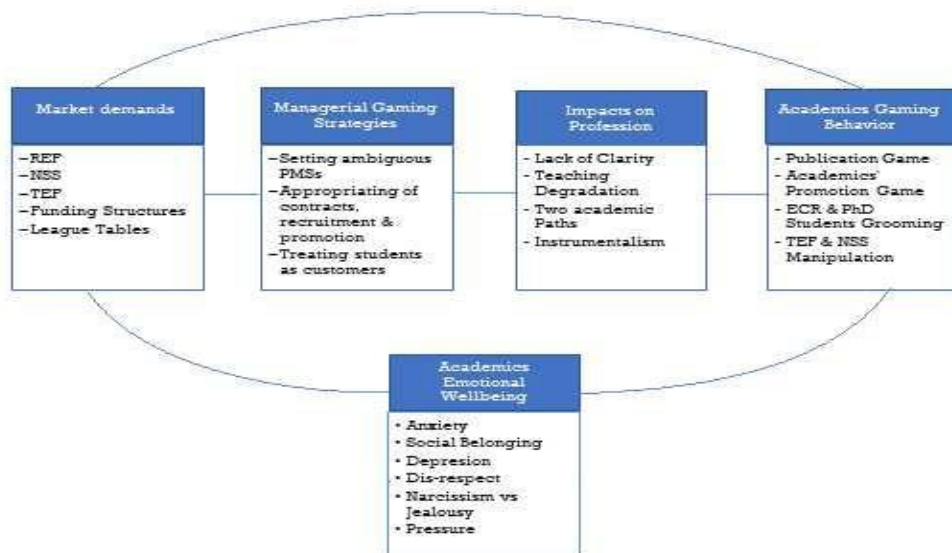 Market demands
–REF
–NSS
–TEF
–Funding Structures
–League Tables
Managerial Gaming
Strategies
–Setting ambiguous
PMSs
–Appropriating of
contracts,
recruitment &
promotion
–Treating students
as customers
Impacts on
Profession
- Lack of Clarity
- Teaching
Degradation
- Two academic
Paths
- Instrumentalism
Academics Gaming
Behavior
- Publication Game
- Academics'
Promotion Game
- ECR & PhD
Students Grooming
- TEF & NSS
Manipulation
Academics
Emotional
Wellbeing
• Anxiety
• Social Belonging
• Depresion
• Dis-respect
• Narcissism vs
Jealousy
• Pressure